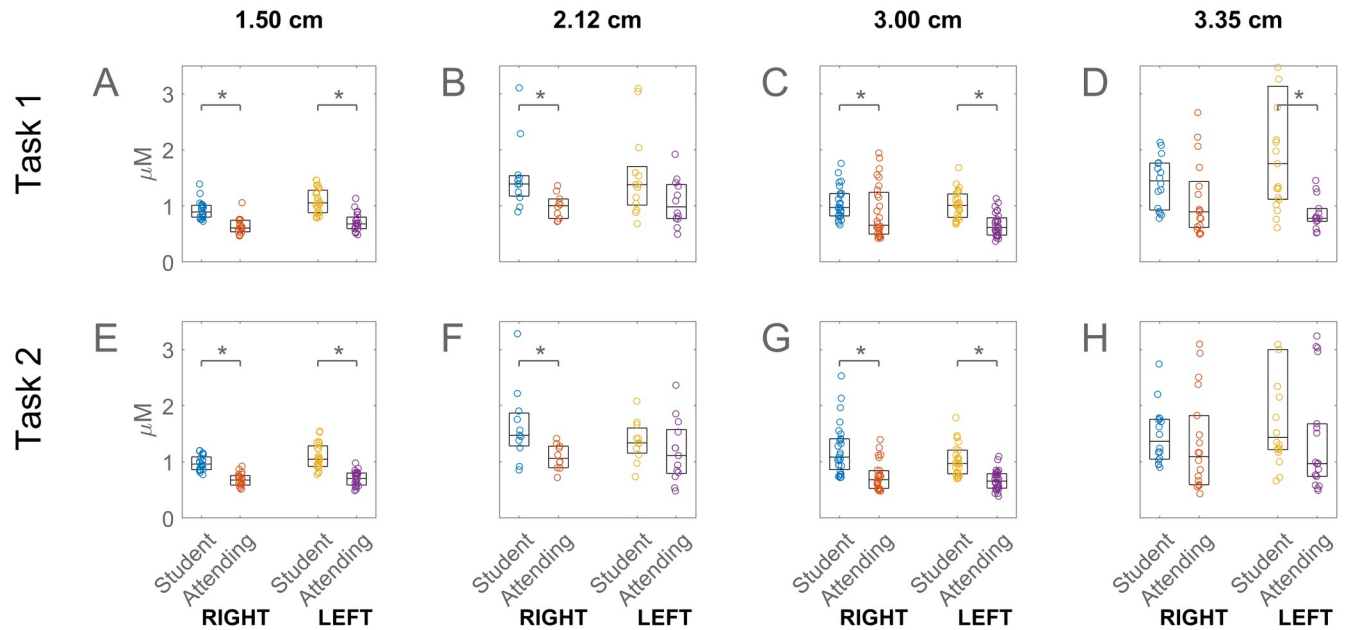 1.50 cm 2.12 cm 3.00 cm 3.35 cm
Task 1
A B C D
* * * * * *
3
2
1
0
μM
Task 2
E F G H
* * * * *
3
2
1
0
μM
Student Attending Student Attending Student Attending Student Attending Student Attending Student Attending Student Attending Student Attending
RIGHT LEFT RIGHT LEFT RIGHT LEFT RIGHT LEFT